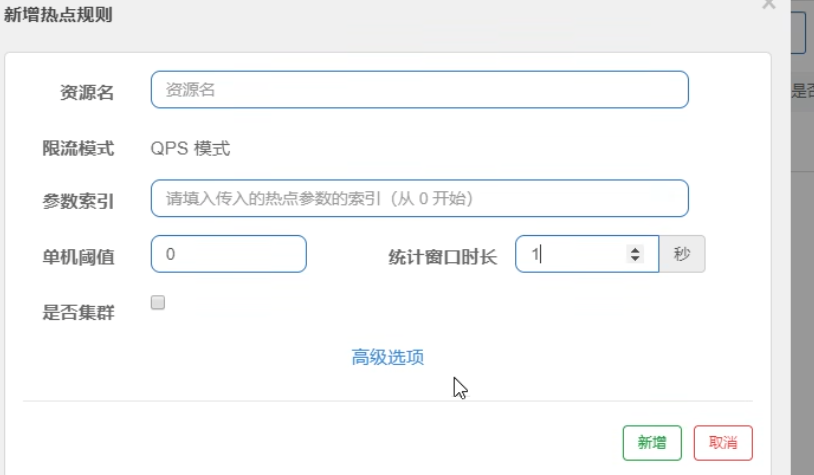 新增热点规则
×
资源名 资源名
是否
限流模式 QPS 模式
参数索引 请填入传入的热点参数的索引（从 0 开始）
单机阈值 0 统计窗口时长 1 秒
是否集群
高级选项
新增 取消